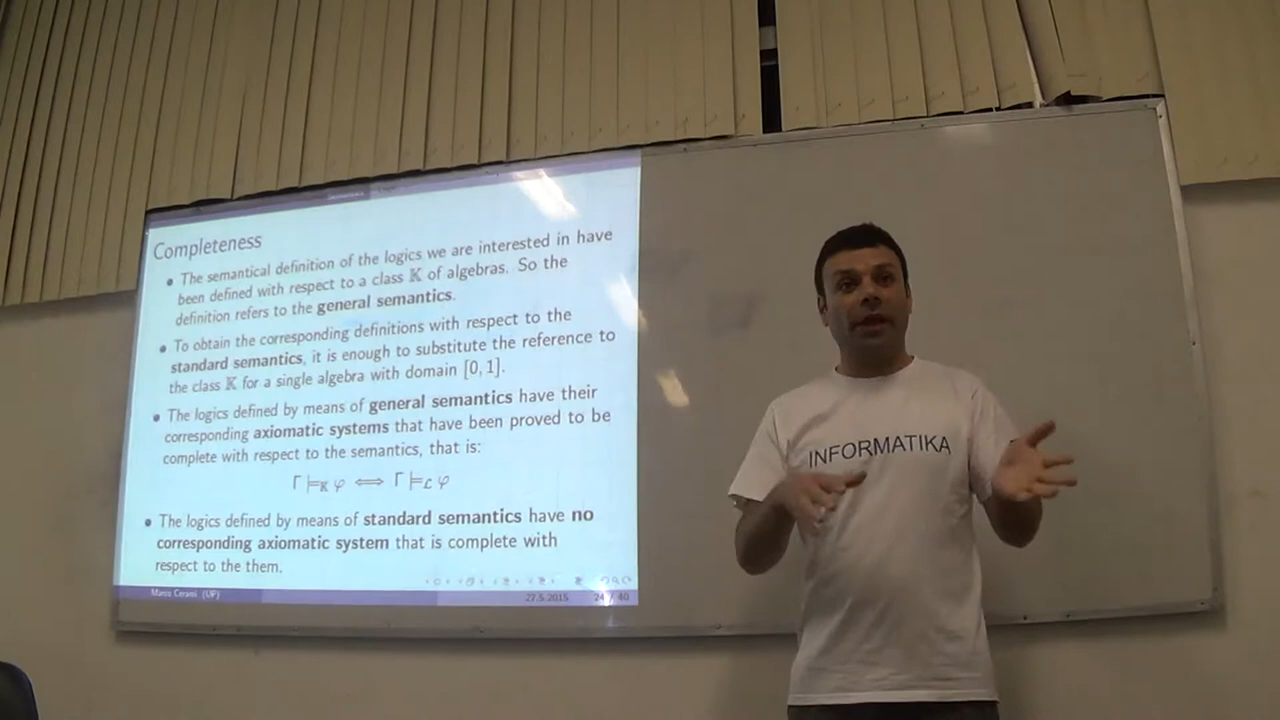 Completeness
• The semantical definition of the logics we are interested in have
been defined with respect to a class 𝕂 of algebras. So the
definition refers to the general semantics.
• To obtain the corresponding definitions with respect to the
standard semantics, it is enough to substitute the reference to
the class 𝕂 for a single algebra with domain [0, 1].
• The logics defined by means of general semantics have their
corresponding axiomatic systems that have been proved to be
complete with respect to the semantics, that is:
Γ ⊨𝕂 φ ⟺ Γ ⊨ℒ φ
• The logics defined by means of standard semantics have no
corresponding axiomatic system that is complete with
respect to the them.
(UP)
27.5.2015
24 / 40
INFORMATIKA